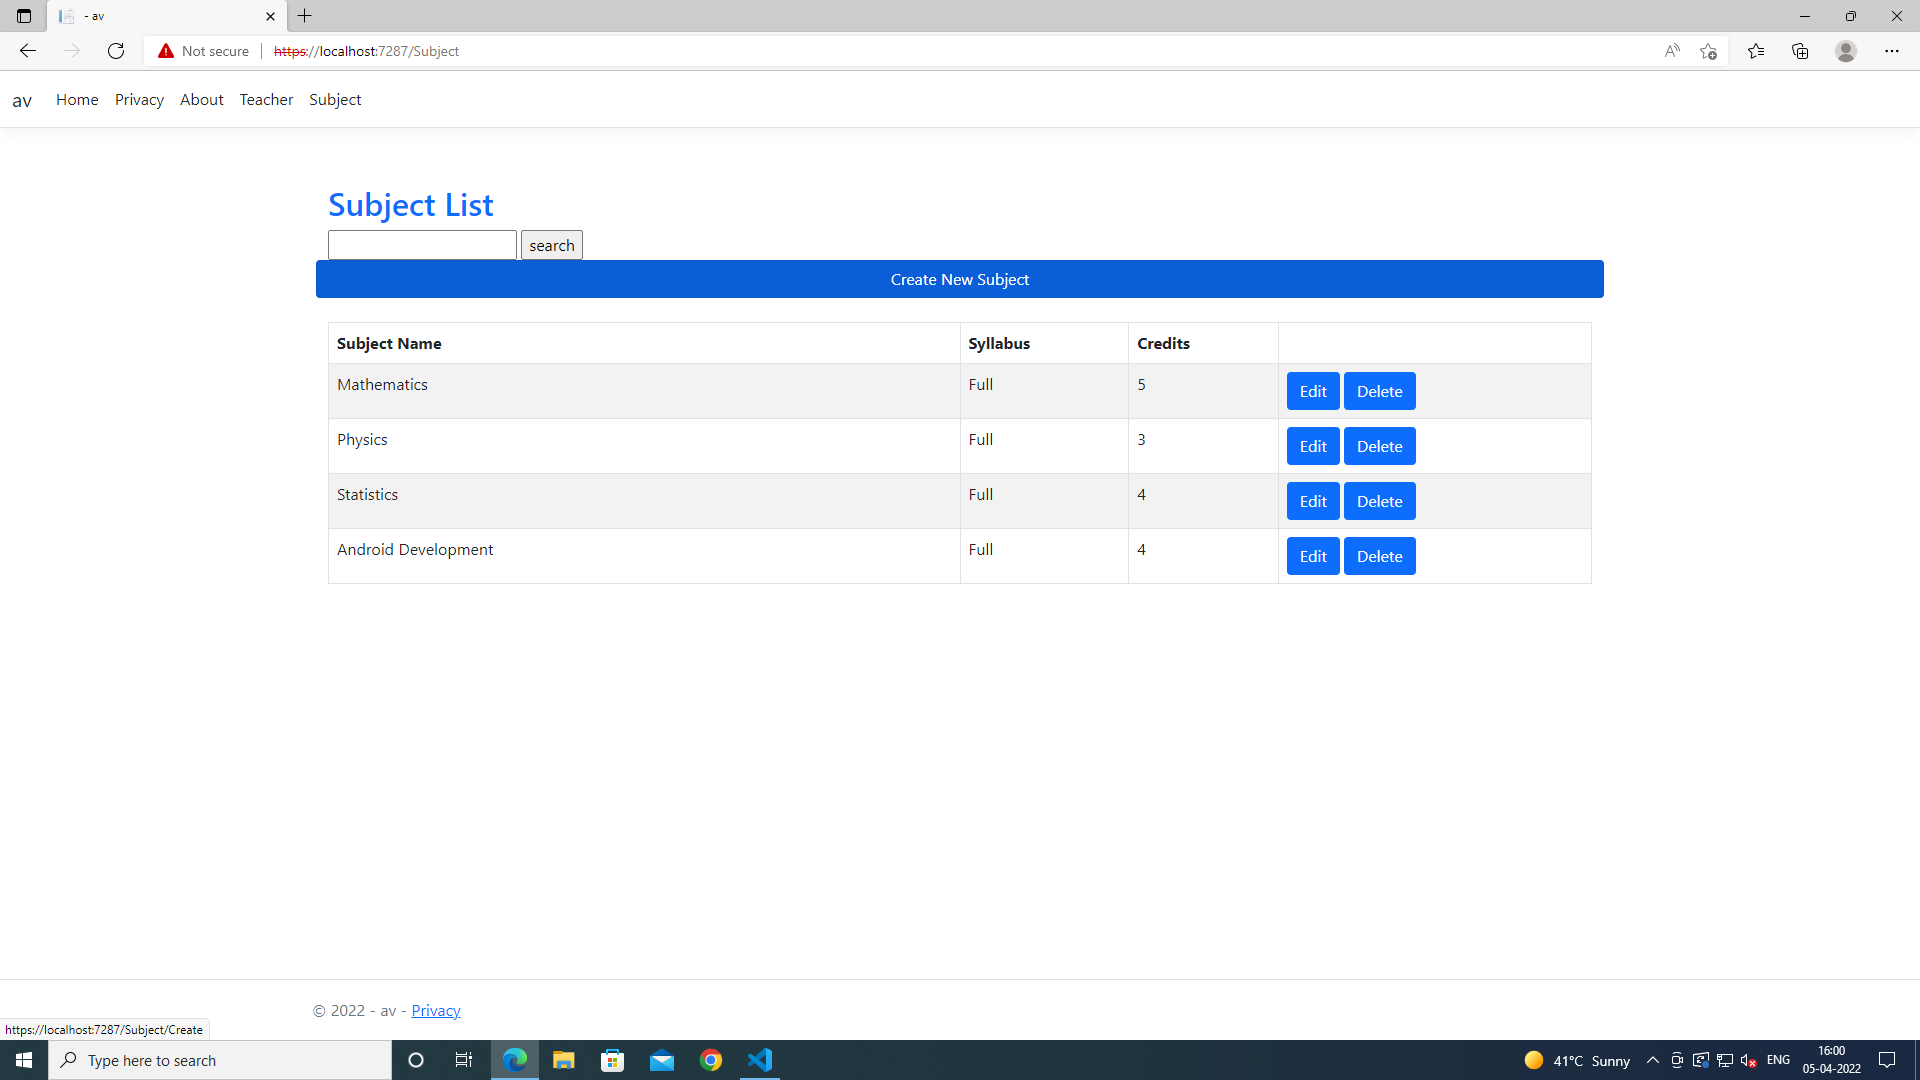 - av
Not secure
https://localhost:7287/Subject
av Home Privacy About Teacher Subject
Subject List
search
Create New Subject
Subject Name Syllabus Credits
Mathematics Full 5 Edit Delete
Physics Full 3 Edit Delete
Statistics Full 4 Edit Delete
Android Development Full 4 Edit Delete
© 2022 - av - Privacy
https://localhost:7287/Subject/Create
Type here to search
41°C Sunny
ENG
16:00
05-04-2022